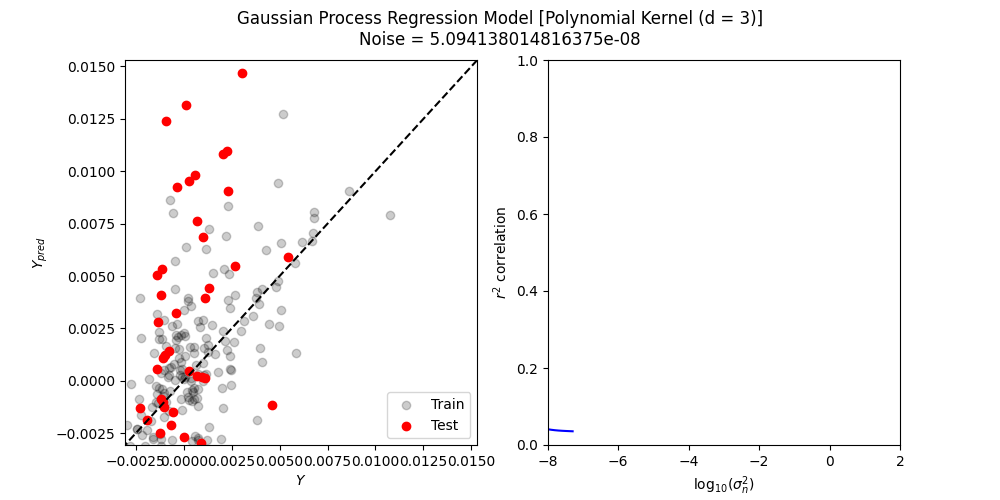 Gaussian Process Regression Model [Polynomial Kernel (d = 3)]
Noise = 5.094138014816375e-08
0.0150
0.0125
0.0100
0.0075
0.0050
0.0025
0.0000
−0.0025
Y_pred
−0.0025 0.0000 0.0025 0.0050 0.0075 0.0100 0.0125 0.0150
Y
Train
Test
1.0
0.8
0.6
0.4
0.2
0.0
r² correlation
−8 −6 −4 −2 0 2
log₁₀(σₙ²)